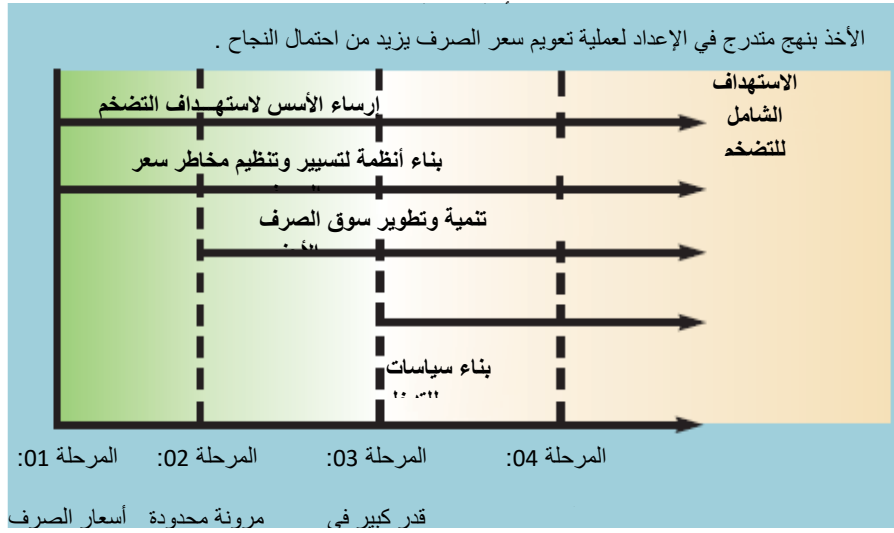 الأخذ بنهج متدرج في الإعداد لعملية تعويم سعر الصرف يزيد من احتمال النجاح .
الاستهداف
الشامل
للتضخم
إرساء الأسس لاستهـــداف التضخم
بناء أنظمة لتسيير وتنظيم مخاطر سعر
تنمية وتطوير سوق الصرف
بناء سياسات
المرحلة 01:
المرحلة 02:
المرحلة 03:
المرحلة 04:
أسعار الصرف
مرونة محدودة
قدر كبير في